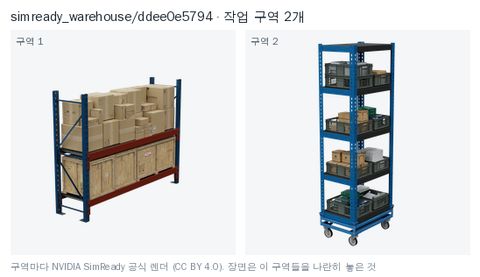 simready_warehouse/ddee0e5794 · 작업 구역 2개
구역 1
구역 2
구역마다 NVIDIA SimReady 공식 렌더 (CC BY 4.0). 장면은 이 구역들을 나란히 놓은 것